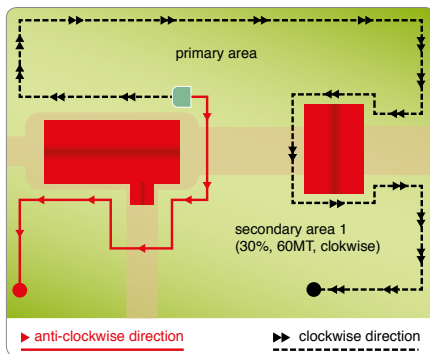 primary area
secondary area 1
(30%, 60MT, clokwise)
anti-clockwise direction
clockwise direction